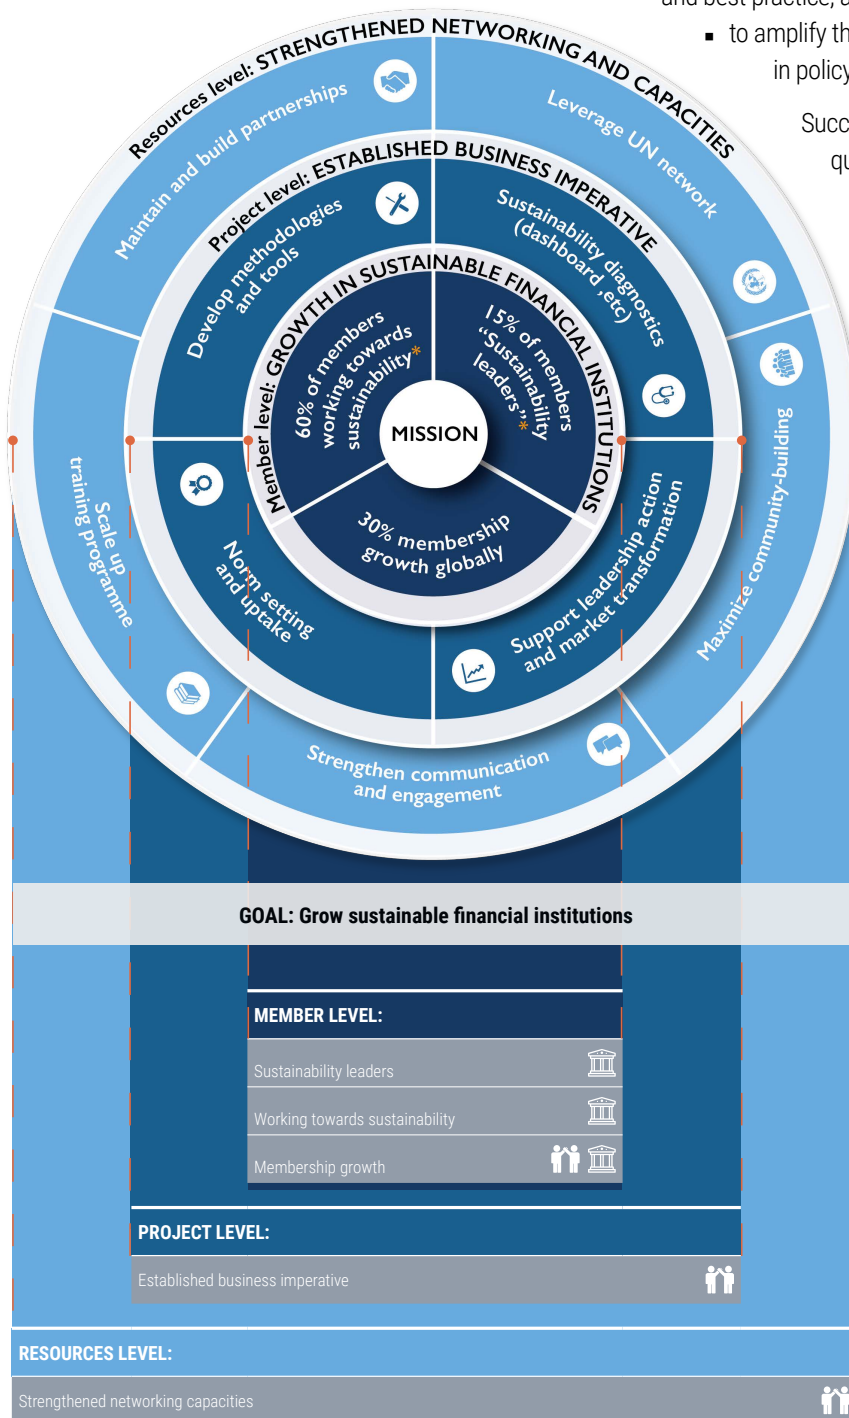 and best practice, a
▪ to amplify th
in policy
Succ
qu
Resources level: STRENGTHENED NETWORKING AND CAPACITIES
Maintain and build partnerships
Leverage UN network
Project level: ESTABLISHED BUSINESS IMPERATIVE
Develop methodologies
and tools
Sustainability diagnostics
(dashboard ,etc)
Member level: GROWTH IN SUSTAINABLE FINANCIAL INSTITUTIONS
60% of members
working towards
sustainability*
15% of members
“Sustainability
leaders”*
MISSION
30% membership
growth globally
Scale up
training programme
Norm setting
and uptake
Support leadership action
and market transformation
Maximize community-building
Strengthen communication
and engagement
GOAL: Grow sustainable financial institutions
MEMBER LEVEL:
Sustainability leaders
Working towards sustainability
Membership growth
PROJECT LEVEL:
Established business imperative
RESOURCES LEVEL:
Strengthened networking capacities